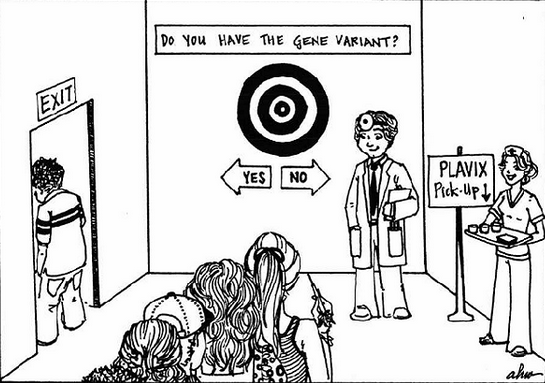 DO YOU HAVE THE GENE VARIANT?
EXIT
YES
NO
PLAVIX
Pick-Up